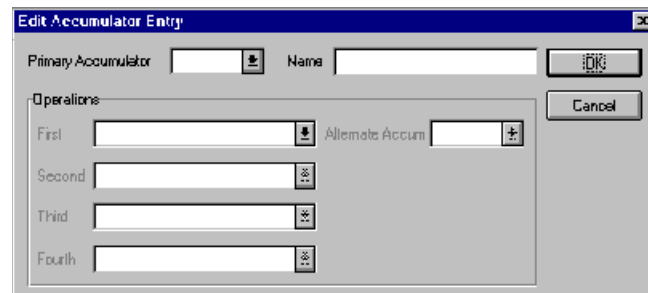 Edit Accumulator Entry
Primary Accumulator Name OK
Operations Cancel
First Alternate Accum
Second
Third
Fourth